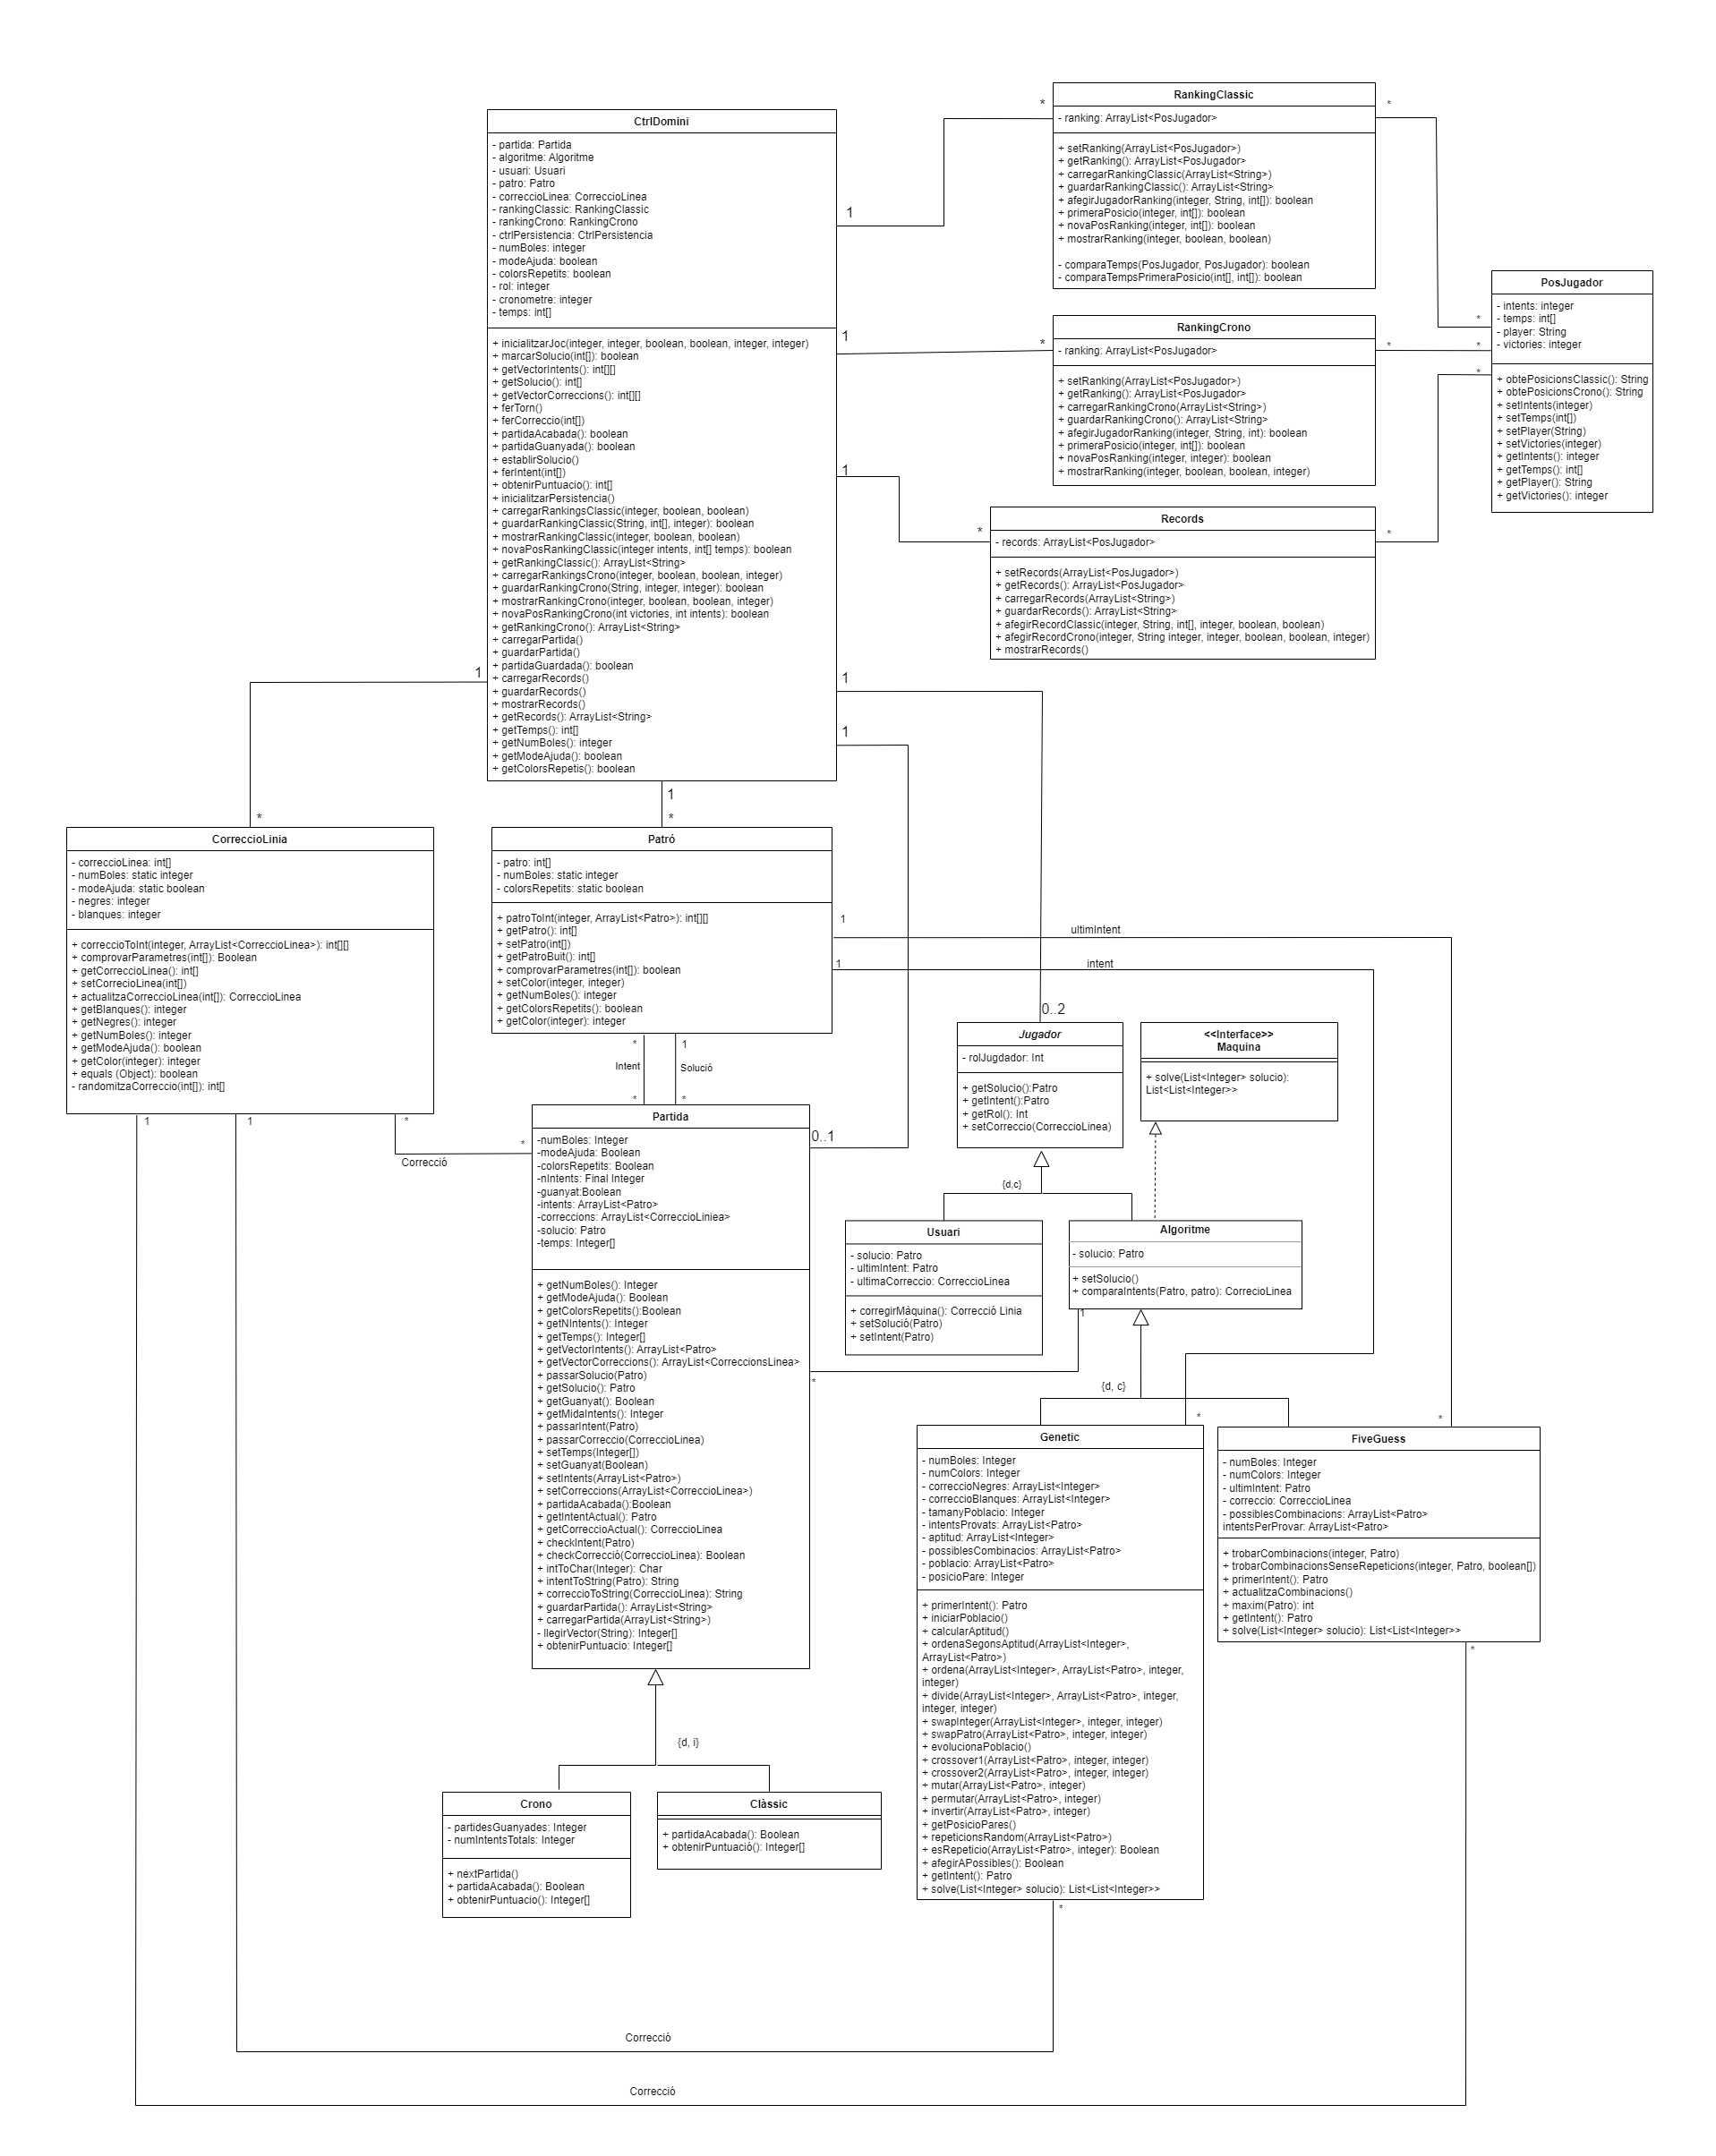 CtrlDomini
- partida: Partida
- algoritme: Algoritme
- usuari: Usuari
- patro: Patro
- correccioLinea: CorreccioLinea
- rankingClassic: RankingClassic
- rankingCrono: RankingCrono
- ctrlPersistencia: CtrlPersistencia
- numBoles: integer
- modeAjuda: boolean
- colorsRepetits: boolean
- rol: integer
- cronometre: integer
- temps: int[]
+ inicialitzarJoc(integer, integer, boolean, boolean, integer, integer)
+ marcarSolucio(int[]): boolean
+ getVectorIntents(): int[][]
+ getSolucio(): int[]
+ getVectorCorreccions(): int[][]
+ ferTorn()
+ ferCorreccio(int[])
+ partidaAcabada(): boolean
+ partidaGuanyada(): boolean
+ establirSolucio()
+ ferIntent(int[])
+ obtenirPuntuacio(): int[]
+ inicialitzarPersistencia()
+ carregarRankingsClassic(integer, boolean, boolean)
+ guardarRankingClassic(String, int[], integer): boolean
+ mostrarRankingClassic(integer, boolean, boolean)
+ novaPosRankingClassic(integer intents, int[] temps): boolean
+ getRankingClassic(): ArrayList<String>
+ carregarRankingsCrono(integer, boolean, boolean, integer)
+ guardarRankingCrono(String, integer, integer): boolean
+ mostrarRankingCrono(integer, boolean, boolean, integer)
+ novaPosRankingCrono(int victories, int intents): boolean
+ getRankingCrono(): ArrayList<String>
+ carregarPartida()
+ guardarPartida()
+ partidaGuardada(): boolean
+ carregarRecords()
+ guardarRecords()
+ mostrarRecords()
+ getRecords(): ArrayList<String>
+ getTemps(): int[]
+ getNumBoles(): integer
+ getModeAjuda(): boolean
+ getColorsRepetis(): boolean
1
*
1
*
1
*
1
*
1
0..2
1
0..1
1
*
RankingClassic
- ranking: ArrayList<PosJugador>
+ setRanking(ArrayList<PosJugador>)
+ getRanking(): ArrayList<PosJugador>
+ carregarRankingClassic(ArrayList<String>)
+ guardarRankingClassic(): ArrayList<String>
+ afegirJugadorRanking(integer, String, int[]): boolean
+ primeraPosicio(integer, int[]): boolean
+ novaPosRanking(integer, int[]): boolean
+ mostrarRanking(integer, boolean, boolean)
- comparaTemps(PosJugador, PosJugador): boolean
- comparaTempsPrimeraPosicio(int[], int[]): boolean
*
*
RankingCrono
- ranking: ArrayList<PosJugador>
+ setRanking(ArrayList<PosJugador>)
+ getRanking(): ArrayList<PosJugador>
+ carregarRankingCrono(ArrayList<String>)
+ guardarRankingCrono(): ArrayList<String>
+ afegirJugadorRanking(integer, String, int): boolean
+ primeraPosicio(integer, int[]): boolean
+ novaPosRanking(integer, integer): boolean
+ mostrarRanking(integer, boolean, boolean, integer)
*
*
Records
- records: ArrayList<PosJugador>
+ setRecords(ArrayList<PosJugador>)
+ getRecords(): ArrayList<PosJugador>
+ carregarRecords(ArrayList<String>)
+ guardarRecords(): ArrayList<String>
+ afegirRecordClassic(integer, String, int[], integer, boolean, boolean)
+ afegirRecordCrono(integer, String integer, integer, boolean, boolean, integer)
+ mostrarRecords()
*
*
PosJugador
- intents: integer
- temps: int[]
- player: String
- victories: integer
+ obtePosicionsClassic(): String
+ obtePosicionsCrono(): String
+ setIntents(integer)
+ setTemps(int[])
+ setPlayer(String)
+ setVictories(integer)
+ getIntents(): integer
+ getTemps(): int[]
+ getPlayer(): String
+ getVictories(): integer
CorreccioLinia
- correccioLinea: int[]
- numBoles: static integer
- modeAjuda: static boolean
- negres: integer
- blanques: integer
+ correccioToInt(integer, ArrayList<CorreccioLinea>): int[][]
+ comprovarParametres(int[]): Boolean
+ getCorreccioLinea(): int[]
+ setCorrecioLinea(int[])
+ actualitzaCorreccioLinea(int[]): CorreccioLinea
+ getBlanques(): integer
+ getNegres(): integer
+ getNumBoles(): integer
+ getModeAjuda(): boolean
+ getColor(integer): integer
+ equals (Object): boolean
- randomitzaCorreccio(int[]): int[]
1
1
*
*
Correcció
Patró
- patro: int[]
- numBoles: static integer
- colorsRepetits: static boolean
+ patroToInt(integer, ArrayList<Patro>): int[][]
+ getPatro(): int[]
+ setPatro(int[])
+ getPatroBuit(): int[]
+ comprovarParametres(int[]): boolean
+ setColor(integer, integer)
+ getNumBoles(): integer
+ getColorsRepetits(): boolean
+ getColor(integer): integer
1
ultimIntent
1
intent
*
1
Intent
Solució
*
*
Partida
-numBoles: Integer
-modeAjuda: Boolean
-colorsRepetits: Boolean
-nIntents: Final Integer
-guanyat:Boolean
-intents: ArrayList<Patro>
-correccions: ArrayList<CorreccioLiniea>
-solucio: Patro
-temps: Integer[]
+ getNumBoles(): Integer
+ getModeAjuda(): Boolean
+ getColorsRepetits():Boolean
+ getNIntents(): Integer
+ getTemps(): Integer[]
+ getVectorIntents(): ArrayList<Patro>
+ getVectorCorreccions(): ArrayList<CorreccionsLinea>
+ passarSolucio(Patro)
+ getSolucio(): Patro
+ getGuanyat(): Boolean
+ getMidaIntents(): Integer
+ passarIntent(Patro)
+ passarCorreccio(CorreccioLinea)
+ setTemps(Integer[])
+ setGuanyat(Boolean)
+ setIntents(ArrayList<Patro>)
+ setCorreccions(ArrayList<CorreccioLinea>)
+ partidaAcabada():Boolean
+ getIntentActual(): Patro
+ getCorreccioActual(): CorreccioLinea
+ checkIntent(Patro)
+ checkCorrecció(CorreccioLinea): Boolean
+ intToChar(Integer): Char
+ intentToString(Patro): String
+ correccioToString(CorreccioLinea): String
+ guardarPartida(): ArrayList<String>
+ carregarPartida(ArrayList<String>)
- llegirVector(String): Integer[]
+ obtenirPuntuacio: Integer[]
{d, i}
Crono
- partidesGuanyades: Integer
- numIntentsTotals: Integer
+ nextPartida()
+ partidaAcabada(): Boolean
+ obtenirPuntuacio(): Integer[]
Clàssic
+ partidaAcabada(): Boolean
+ obtenirPuntuació(): Integer[]
Jugador
- rolJugdador: Int
+ getSolucio():Patro
+ getIntent():Patro
+ getRol(): Int
+ setCorreccio(CorreccioLinea)
<<Interface>>
Maquina
+ solve(List<Integer> solucio):
List<List<Integer>>
{d,c}
Usuari
- solucio: Patro
- ultimIntent: Patro
- ultimaCorreccio: CorreccioLinea
+ corregirMàquina(): Correcció Linia
+ setSolució(Patro)
+ setIntent(Patro)
Algoritme
- solucio: Patro
+ setSolucio()
+ comparaIntents(Patro, patro): CorrecioLinea
1
*
{d, c}
*
*
Genetic
- numBoles: Integer
- numColors: Integer
- correccioNegres: ArrayList<Integer>
- correccioBlanques: ArrayList<Integer>
- tamanyPoblacio: Integer
- intentsProvats: ArrayList<Patro>
- aptitud: ArrayList<Integer>
- possiblesCombinacios: ArrayList<Patro>
- poblacio: ArrayList<Patro>
- posicioPare: Integer
+ primerIntent(): Patro
+ iniciarPoblacio()
+ calcularAptitud()
+ ordenaSegonsAptitud(ArrayList<Integer>,
ArrayList<Patro>)
+ ordena(ArrayList<Integer>, ArrayList<Patro>, integer,
integer)
+ divide(ArrayList<Integer>, ArrayList<Patro>, integer,
integer, integer)
+ swapInteger(ArrayList<Integer>, integer, integer)
+ swapPatro(ArrayList<Patro>, integer, integer)
+ evolucionaPoblacio()
+ crossover1(ArrayList<Patro>, integer, integer)
+ crossover2(ArrayList<Patro>, integer, integer)
+ mutar(ArrayList<Patro>, integer)
+ permutar(ArrayList<Patro>, integer)
+ invertir(ArrayList<Patro>, integer)
+ getPosicioPares()
+ repeticionsRandom(ArrayList<Patro>)
+ esRepeticio(ArrayList<Patro>, integer): Boolean
+ afegirAPossibles(): Boolean
+ getIntent(): Patro
+ solve(List<Integer> solucio): List<List<Integer>>
*
FiveGuess
- numBoles: Integer
- numColors: Integer
- ultimIntent: Patro
- correccio: CorreccioLinea
- possiblesCombinacions: ArrayList<Patro>
intentsPerProvar: ArrayList<Patro>
+ trobarCombinacions(integer, Patro)
+ trobarCombinacionsSenseRepeticions(integer, Patro, boolean[])
+ primerIntent(): Patro
+ actualitzaCombinacions()
+ maxim(Patro): int
+ getIntent(): Patro
+ solve(List<Integer> solucio): List<List<Integer>>
*
Correcció
Correcció